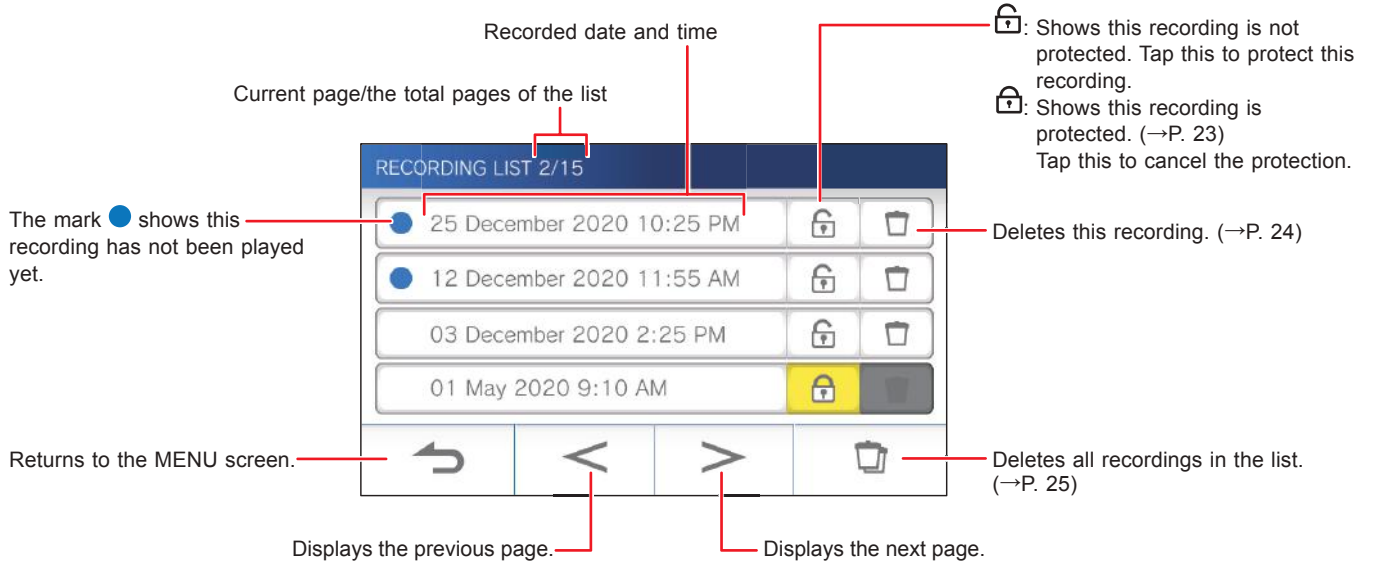 Recorded date and time
Current page/the total pages of the list
: Shows this recording is not
protected. Tap this to protect this
recording.
: Shows this recording is
protected. (→P. 23)
Tap this to cancel the protection.
RECORDING LIST 2/15
The mark ● shows this
recording has not been played
yet.
25 December 2020 10:25 PM
Deletes this recording. (→P. 24)
12 December 2020 11:55 AM
03 December 2020 2:25 PM
01 May 2020 9:10 AM
Returns to the MENU screen.
< >
Deletes all recordings in the list.
(→P. 25)
Displays the previous page.
Displays the next page.